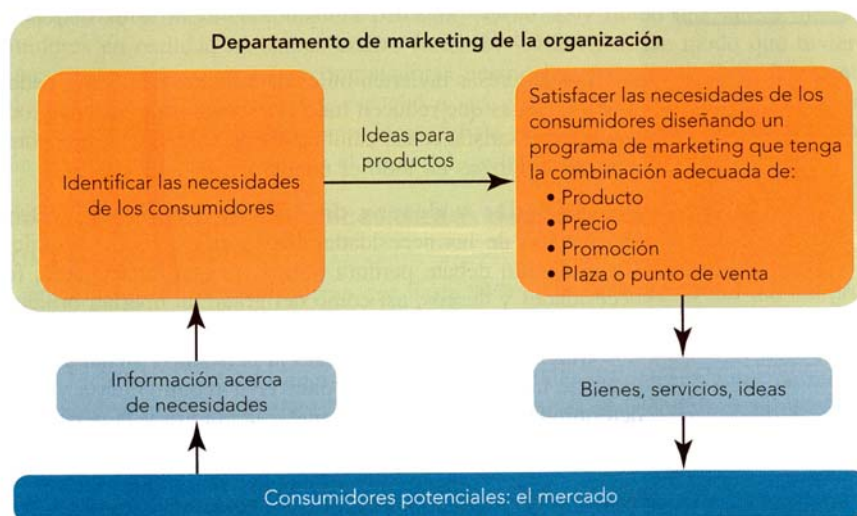 Departamento de marketing de la organización
Identificar las necesidades
de los consumidores
Ideas para
productos
Satisfacer las necesidades de los
consumidores diseñando un
programa de marketing que tenga
la combinación adecuada de:
• Producto
• Precio
• Promoción
• Plaza o punto de venta
Información acerca
de necesidades
Bienes, servicios, ideas
Consumidores potenciales: el mercado